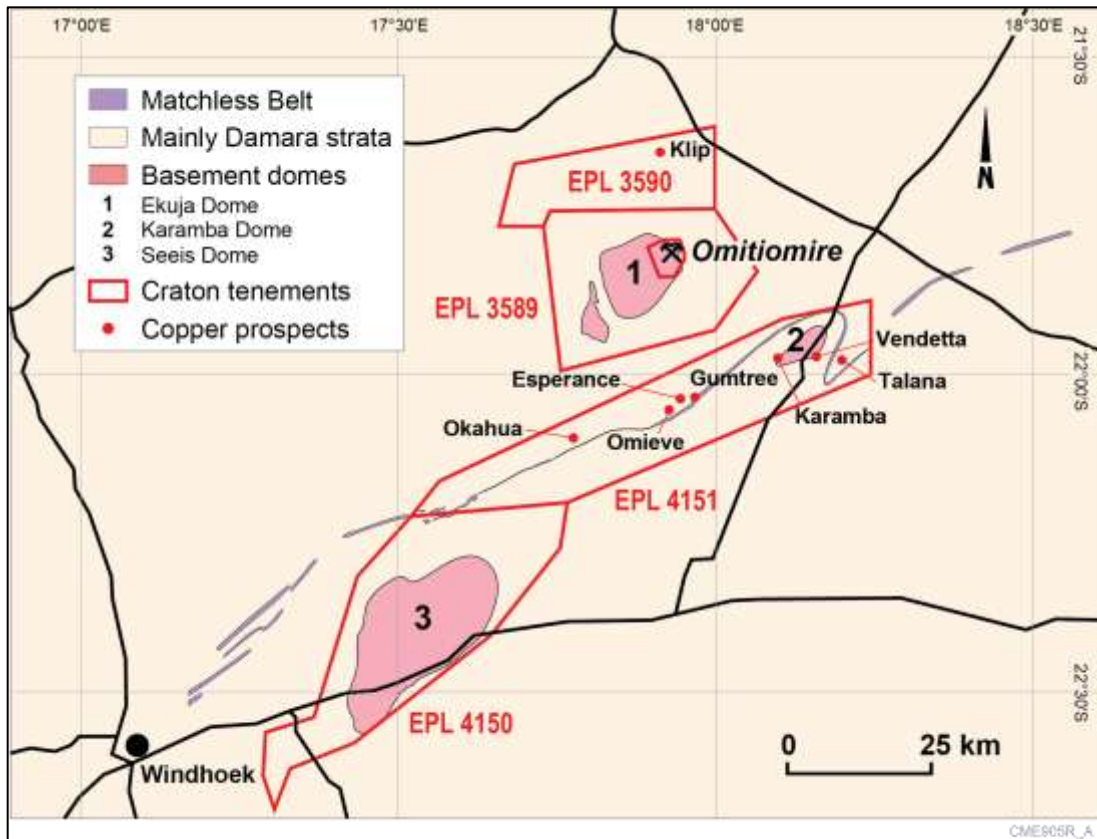 17°00'E
17°30'E
18°00'E
18°30'E
21°30'S
Matchless Belt
Mainly Damara strata
Basement domes
1 Ekuja Dome
2 Karamba Dome
3 Seeis Dome
Craton tenements
Copper prospects
Klip
EPL 3590
N
Omitiomire
1
EPL 3589
2
Vendetta
22°00'S
Esperance
Gumtree
Talana
Okahua
Omieve
Karamba
EPL 4151
3
22°30'S
EPL 4150
0 25 km
Windhoek
CME905R_A